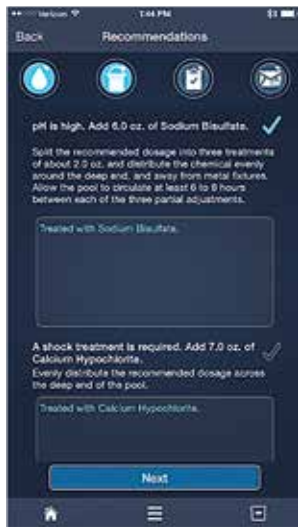 Verizon 1:44 PM
Back Recommendations
pH is high. Add 6.0 oz. of Sodium Bisulfate.
Split the recommended dosage into three treatments
of about 2.0 oz. and distribute the chemical evenly
around the deep end, and away from metal fixtures.
Allow the pool to circulate at least 6 to 8 hours
between each of the three partial adjustments.
Treated with Sodium Bisulfate.
A shock treatment is required. Add 7.0 oz. of
Calcium Hypochlorite.
Evenly distribute the recommended dosage across
the deep end of the pool.
Treated with Calcium Hypochlorite.
Next